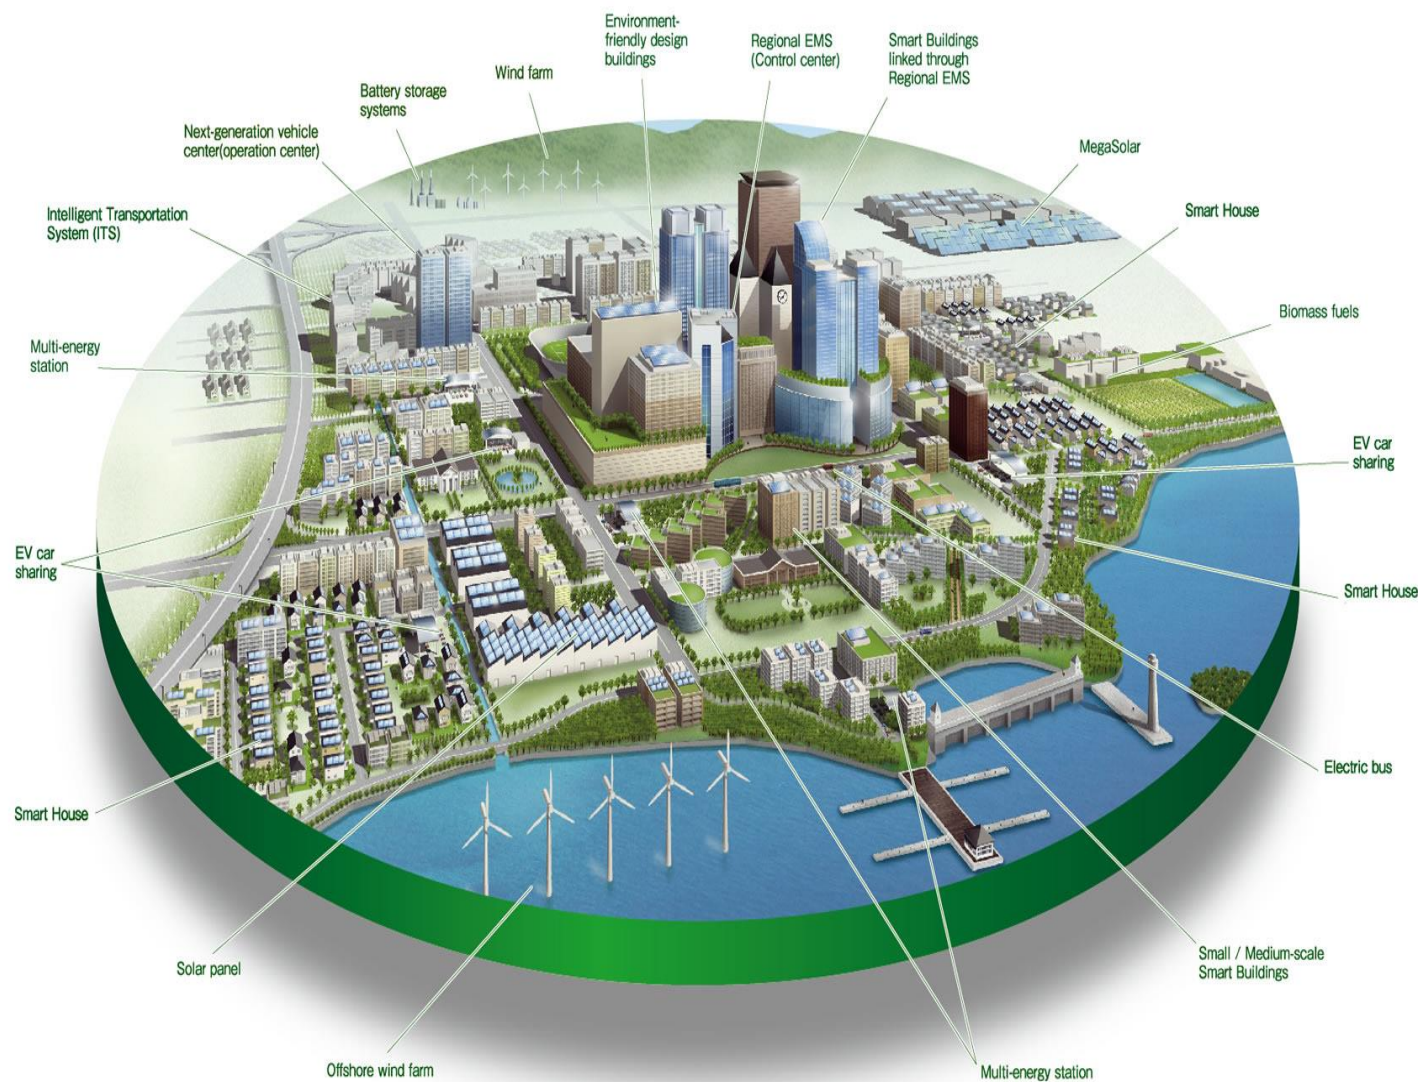 Environment-
friendly design
buildings
Regional EMS
(Control center)
Smart Buildings
linked through
Regional EMS
Wind farm
Battery storage
systems
Next-generation vehicle
center(operation center)
MegaSolar
Intelligent Transportation
System (ITS)
Smart House
Biomass fuels
Multi-energy
station
EV car
sharing
EV car
sharing
Smart House
Electric bus
Smart House
Small / Medium-scale
Smart Buildings
Solar panel
Offshore wind farm
Multi-energy station